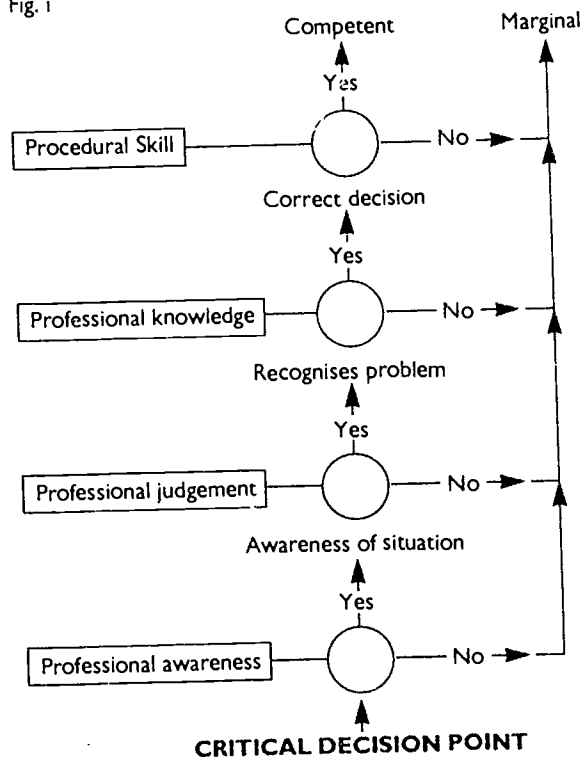 Fig. 1
Competent
Marginal
Yes
Procedural Skill
No
Correct decision
Yes
Professional knowledge
No
Recognises problem
Yes
Professional judgement
No
Awareness of situation
Yes
Professional awareness
No
CRITICAL DECISION POINT